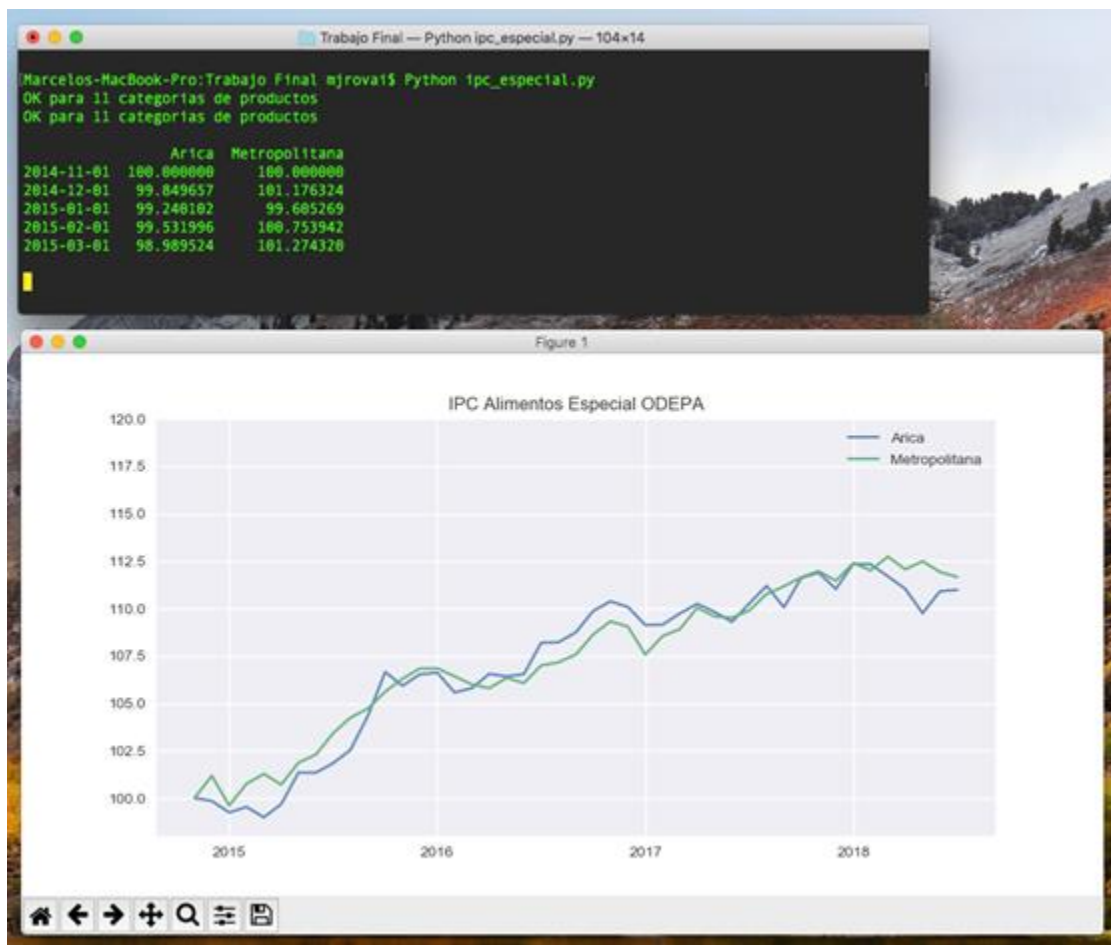 Trabajo Final — Python ipc_especial.py — 104×14
Marcelos-MacBook-Pro:Trabajo Final mjrovai$ Python ipc_especial.py
OK para 11 categorias de productos
OK para 11 categorias de productos
Arica Metropolitana
2014-11-01 100.000000 100.000000
2014-12-01 99.849657 101.176324
2015-01-01 99.240102 99.605269
2015-02-01 99.531996 100.753942
2015-03-01 98.989524 101.274320
Figure 1
IPC Alimentos Especial ODEPA
120.0
117.5
115.0
112.5
110.0
107.5
105.0
102.5
100.0
Arica
Metropolitana
2015 2016 2017 2018